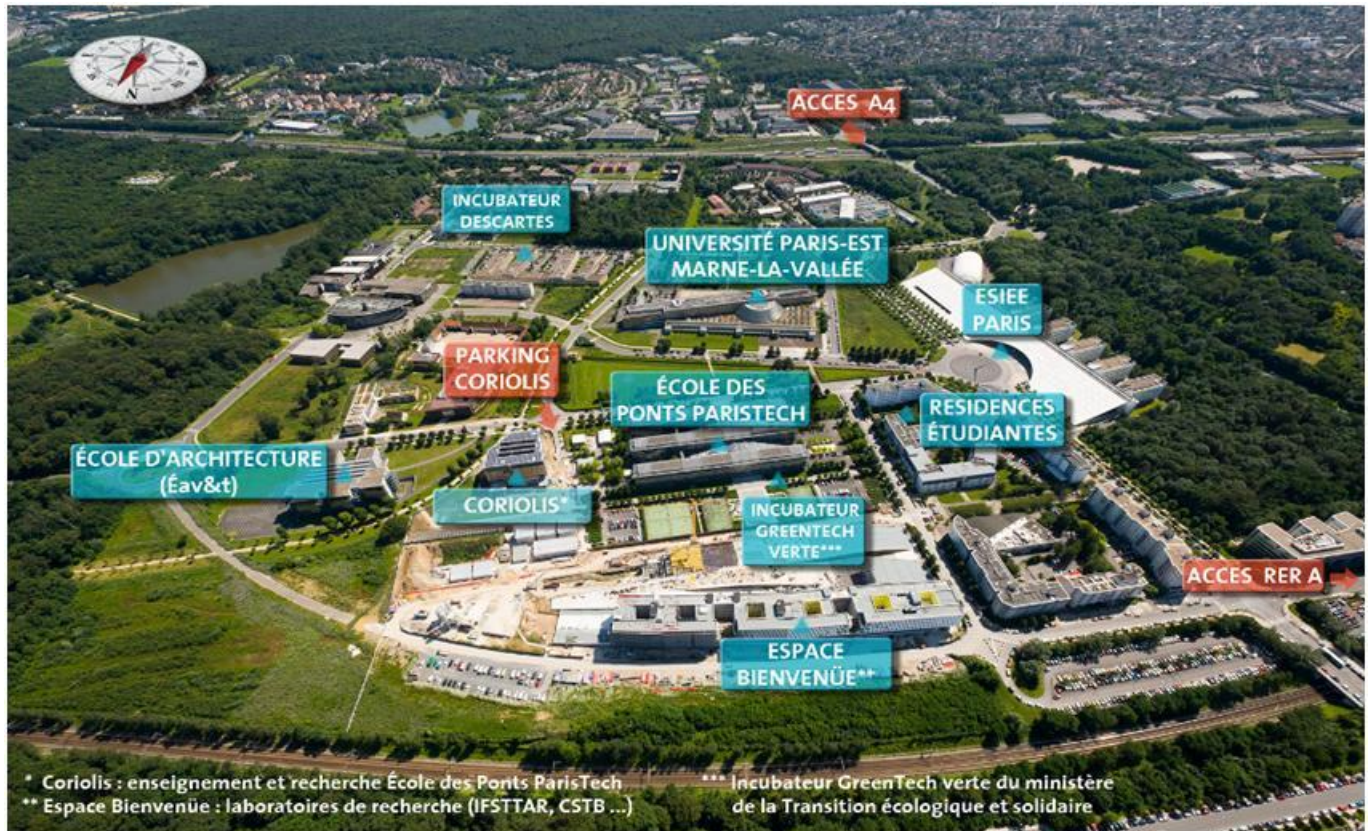 N
ACCES A4
INCUBATEUR
DESCARTES
UNIVERSITÉ PARIS-EST
MARNE-LA-VALLÉE
ESIEE
PARIS
PARKING
CORIOLIS
ÉCOLE DES
PONTS PARISTECH
RESIDENCES
ÉTUDIANTES
ÉCOLE D'ARCHITECTURE
(Éav&t)
CORIOLIS*
INCUBATEUR
GREENTECH
VERTE***
ACCES RER A
ESPACE
BIENVENÜE**
* Coriolis : enseignement et recherche École des Ponts ParisTech
** Espace Bienvenüe : laboratoires de recherche (IFSTTAR, CSTB ...)
*** Incubateur GreenTech verte du ministère
de la Transition écologique et solidaire